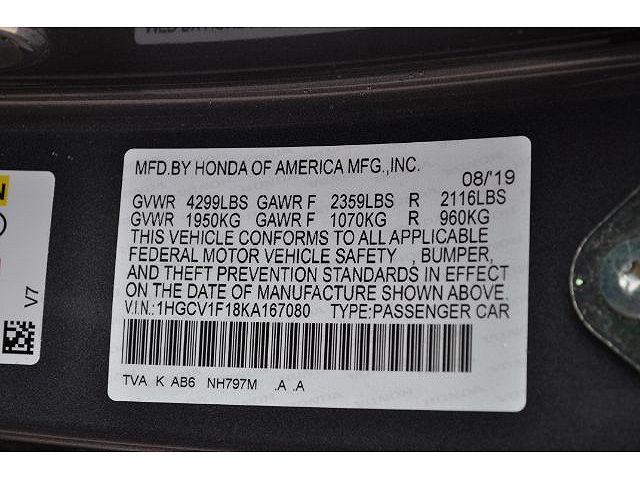 MFD.BY HONDA OF AMERICA MFG.,INC.
08/'19
GVWR 4299LBS GAWR F 2359LBS R 2116LBS
GVWR 1950KG GAWR F 1070KG R 960KG
THIS VEHICLE CONFORMS TO ALL APPLICABLE
FEDERAL MOTOR VEHICLE SAFETY , BUMPER,
AND THEFT PREVENTION STANDARDS IN EFFECT
ON THE DATE OF MANUFACTURE SHOWN ABOVE.
V.I.N.:1HGCV1F18KA167080 TYPE:PASSENGER CAR
TVA K AB6 NH797M .A .A
V7